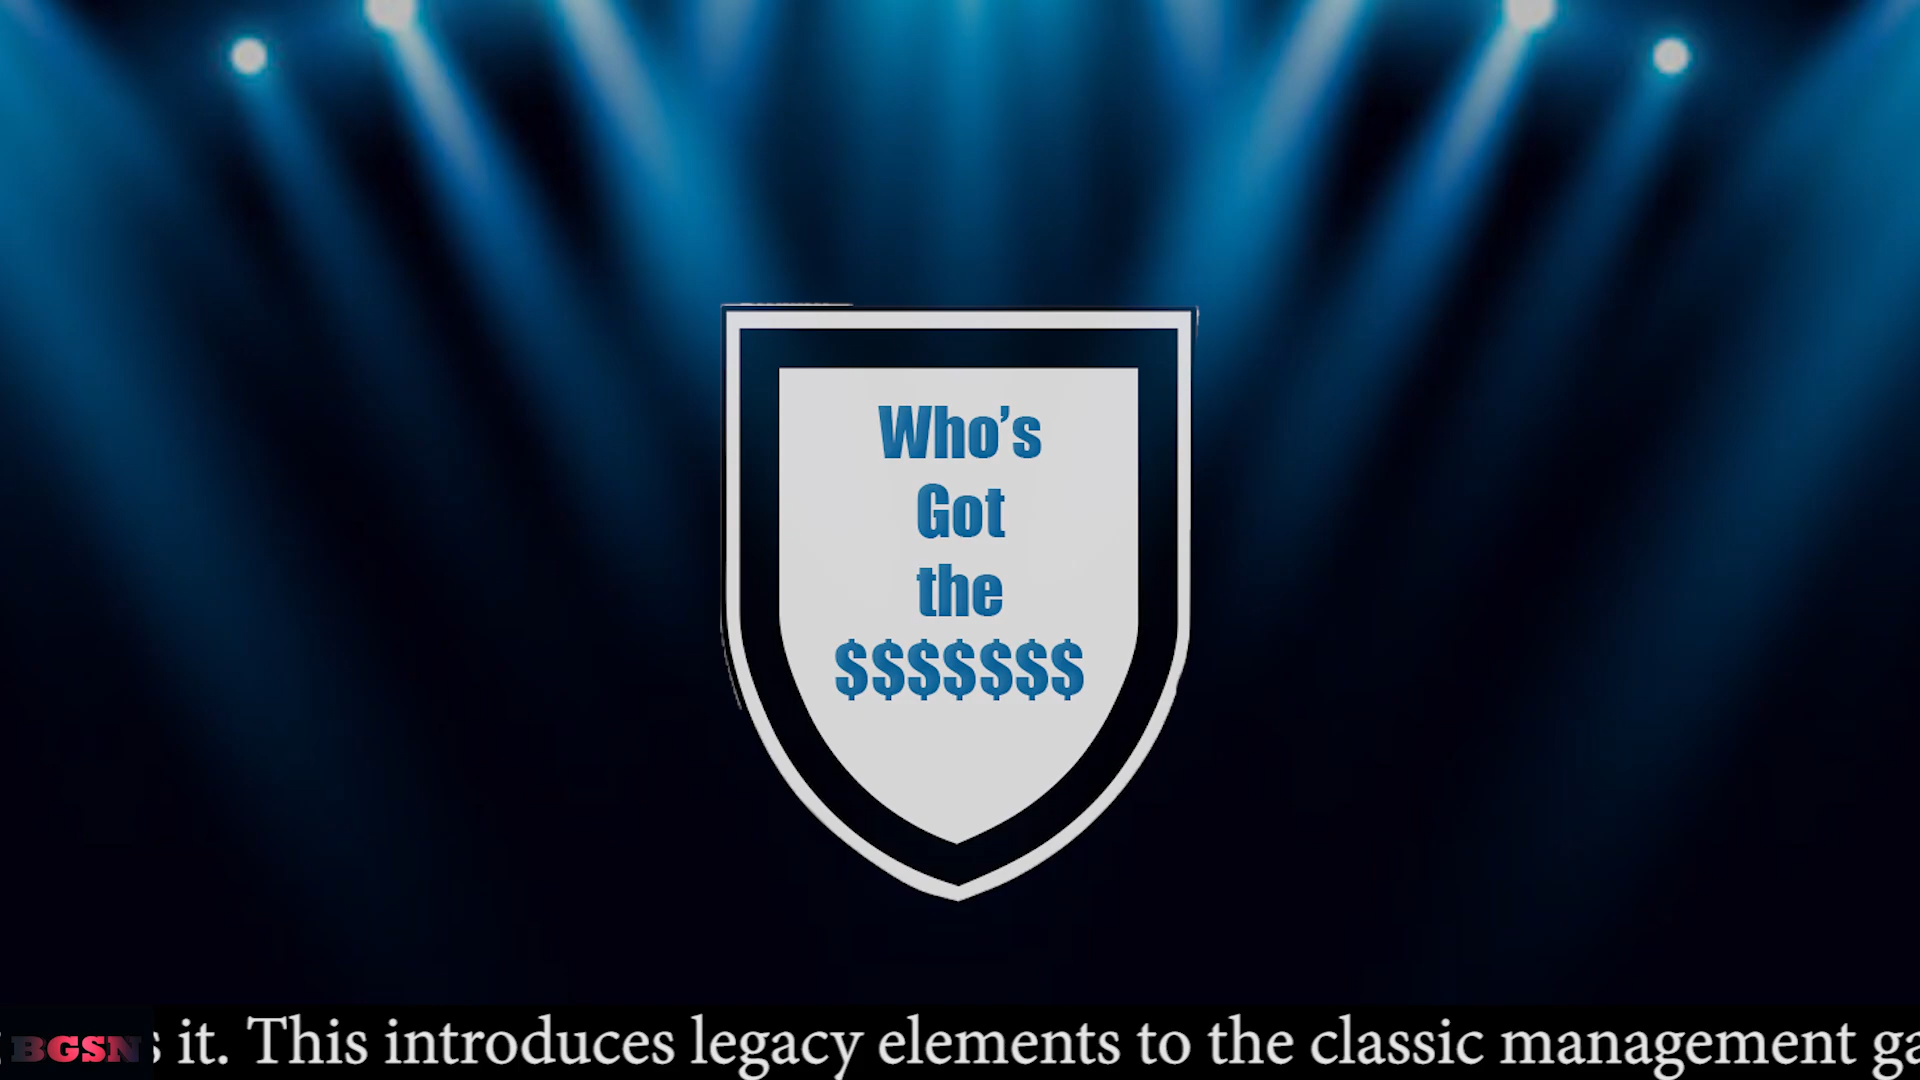 Who's
Got
the
$$$$$$$
BGSN
it. This introduces legacy elements to the classic management